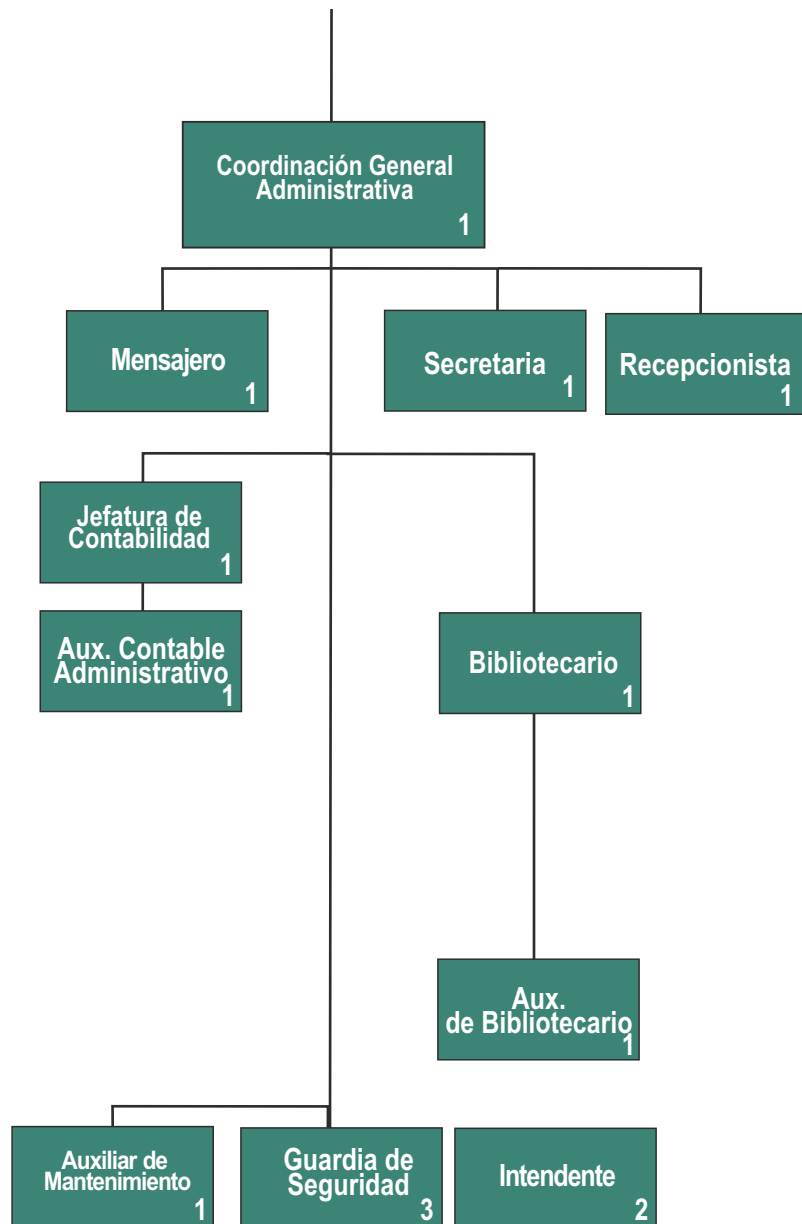 Coordinación General
Administrativa
1
Mensajero
1
Secretaria
1
Recepcionista
1
Jefatura de
Contabilidad
1
Aux. Contable
Administrativo
1
Bibliotecario
1
Aux.
de Bibliotecario
1
Auxiliar de
Mantenimiento
1
Guardia de
Seguridad
3
Intendente
2